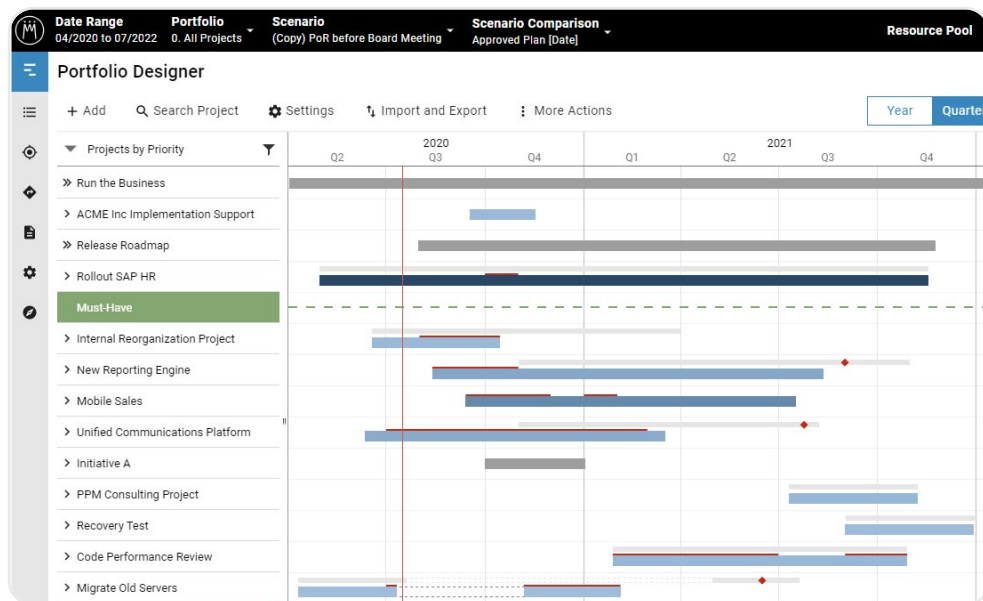 Date Range
04/2020 to 07/2022
Portfolio
0. All Projects
Scenario
(Copy) PoR before Board Meeting
Scenario Comparison
Approved Plan [Date]
Resource Pool
Portfolio Designer
+ Add
Search Project
Settings
Import and Export
More Actions
Year
Quarte
Projects by Priority
2020
2021
Q2
Q3
Q4
Q1
Q2
Q3
Q4
Run the Business
ACME Inc Implementation Support
Release Roadmap
Rollout SAP HR
Must-Have
Internal Reorganization Project
New Reporting Engine
Mobile Sales
Unified Communications Platform
Initiative A
PPM Consulting Project
Recovery Test
Code Performance Review
Migrate Old Servers